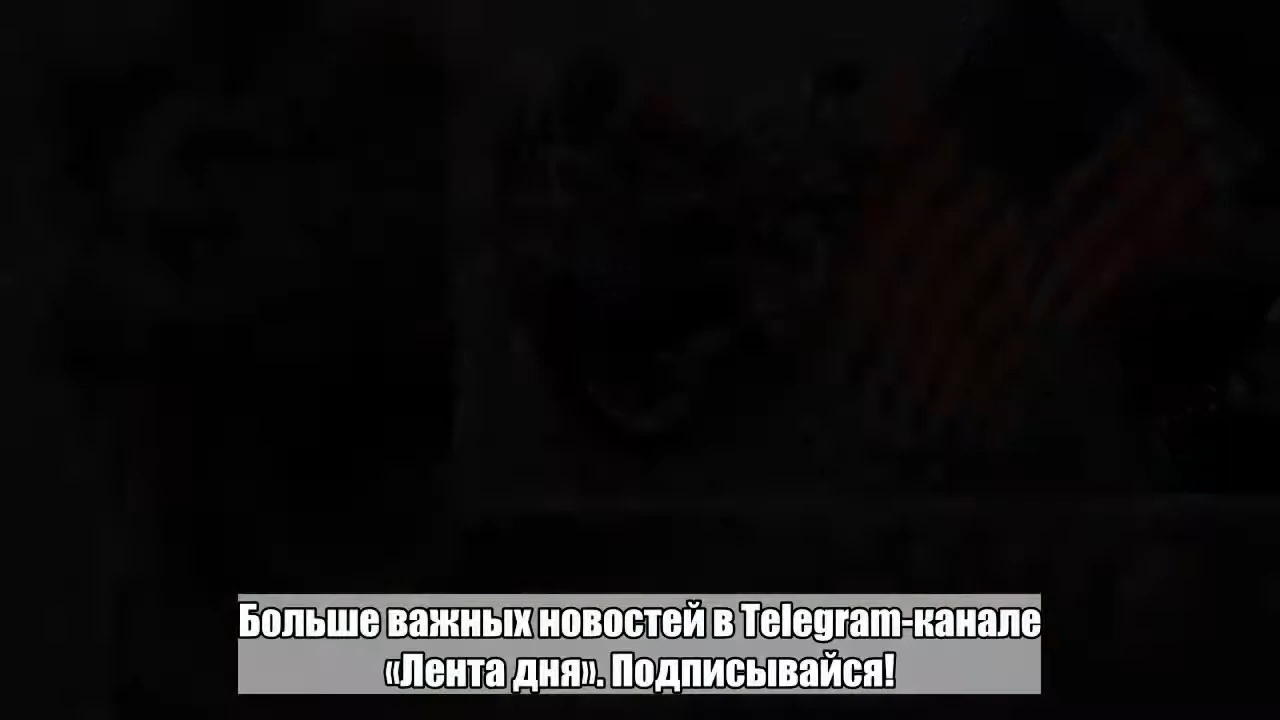 Больше важных новостей в Telegram-канале
«Лента дня». Подписывайся!